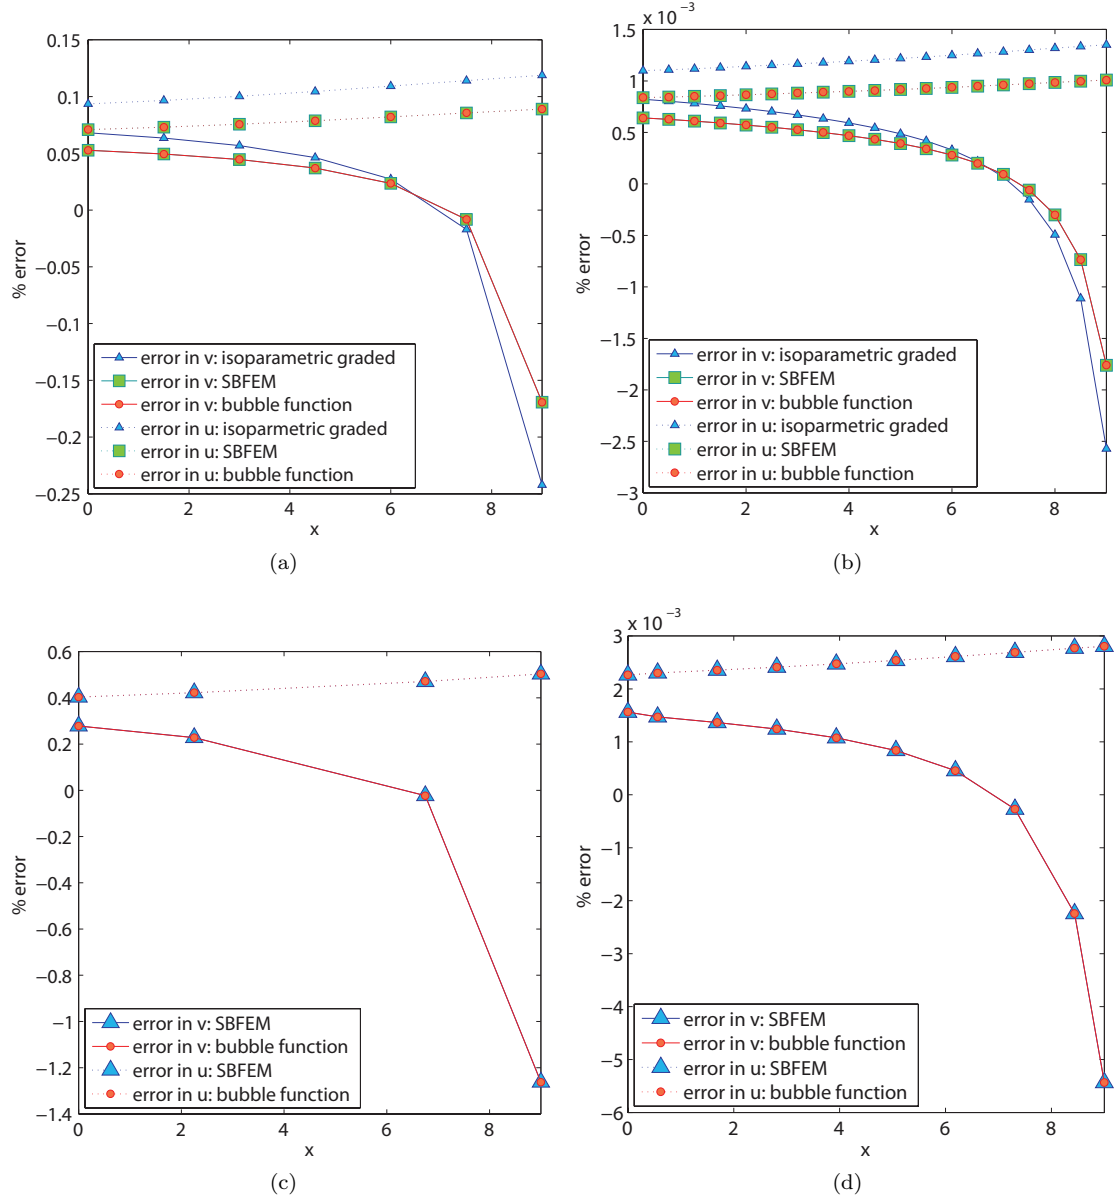 0.15
0.1
0.05
0
−0.05
−0.1
−0.15
−0.2
−0.25
% error
error in v: isoparametric graded
error in v: SBFEM
error in v: bubble function
error in u: isoparmetric graded
error in u: SBFEM
error in u: bubble function
0 2 4 6 8
x
(a)
x 10 −3
1.5
1
0.5
0
−0.5
−1
−1.5
−2
−2.5
−3
% error
error in v: isoparametric graded
error in v: SBFEM
error in v: bubble function
error in u: isoparmetric graded
error in u: SBFEM
error in u: bubble function
0 2 4 6 8
x
(b)
0.6
0.4
0.2
0
−0.2
−0.4
−0.6
−0.8
−1
−1.2
−1.4
% error
error in v: SBFEM
error in v: bubble function
error in u: SBFEM
error in u: bubble function
0 2 4 6 8
x
(c)
x 10 −3
3
2
1
0
−1
−2
−3
−4
−5
−6
% error
error in v: SBFEM
error in v: bubble function
error in u: SBFEM
error in u: bubble function
0 2 4 6 8
x
(d)